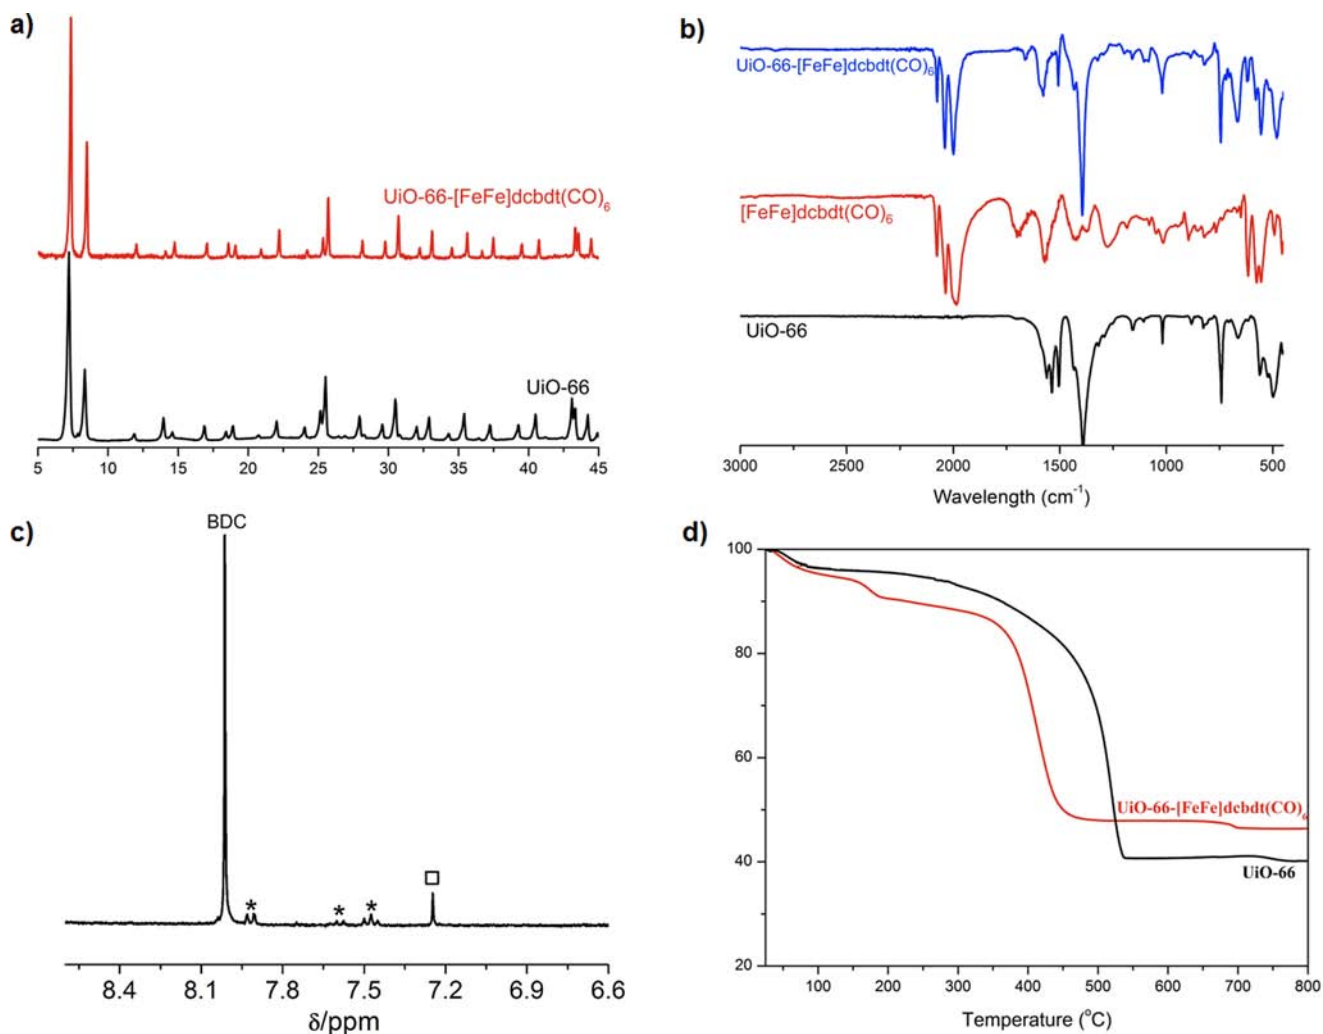 a)
UiO-66-[FeFe]dcbdt(CO)₆
UiO-66
5 10 15 20 25 30 35 40 45
b)
UiO-66-[FeFe]dcbdt(CO)₆
[FeFe]dcbdt(CO)₆
UiO-66
3000 2500 2000 1500 1000 500
Wavelength (cm⁻¹)
c)
BDC
* * *
8.4 8.1 7.8 7.5 7.2 6.9 6.6
δ/ppm
d)
100
80
60
40
20
UiO-66-[FeFe]dcbdt(CO)₆
UiO-66
100 200 300 400 500 600 700 800
Temperature (°C)